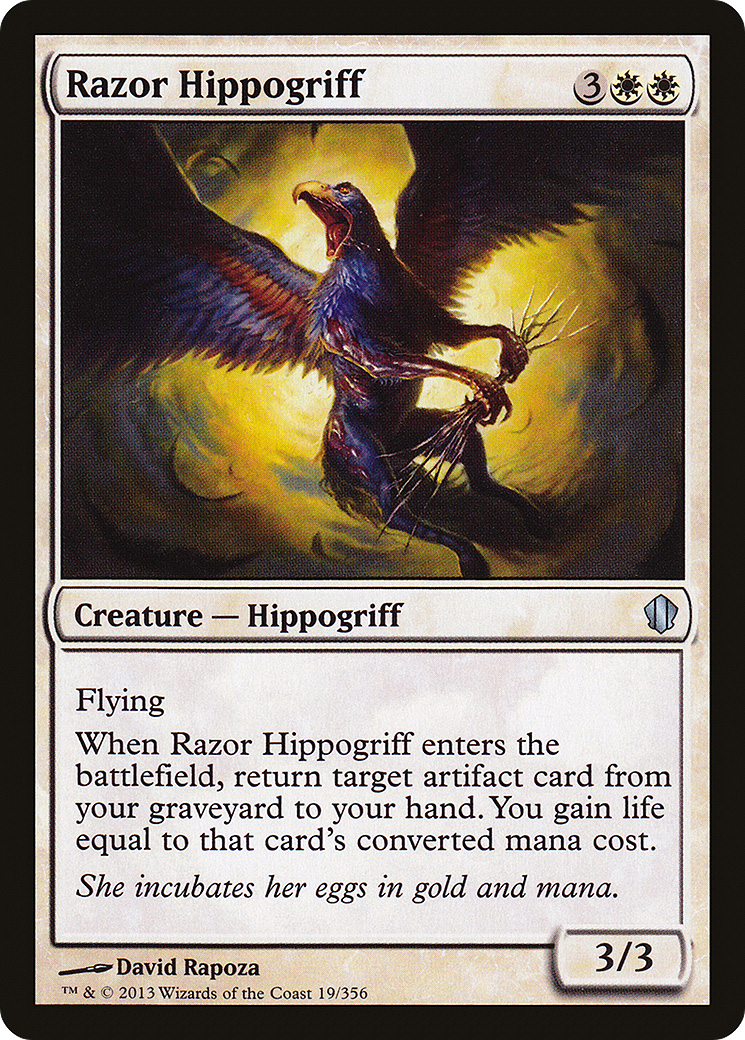 Razor Hippogriff 3
Creature — Hippogriff
Flying
When Razor Hippogriff enters the
battlefield, return target artifact card from
your graveyard to your hand. You gain life
equal to that card's converted mana cost.
She incubates her eggs in gold and mana.
3/3
David Rapoza
™ & © 2013 Wizards of the Coast 19/356